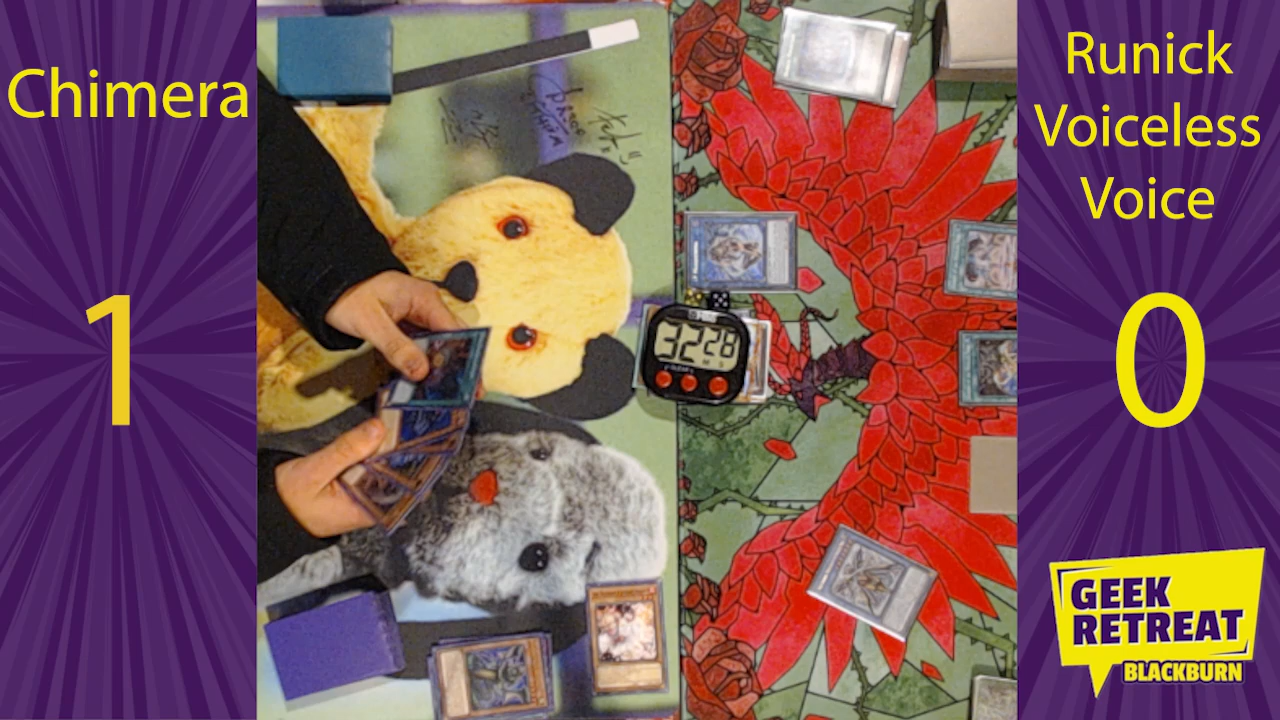 Chimera
1
32 28
Runick
Voiceless
Voice
0
GEEK
RETREAT
BLACKBURN